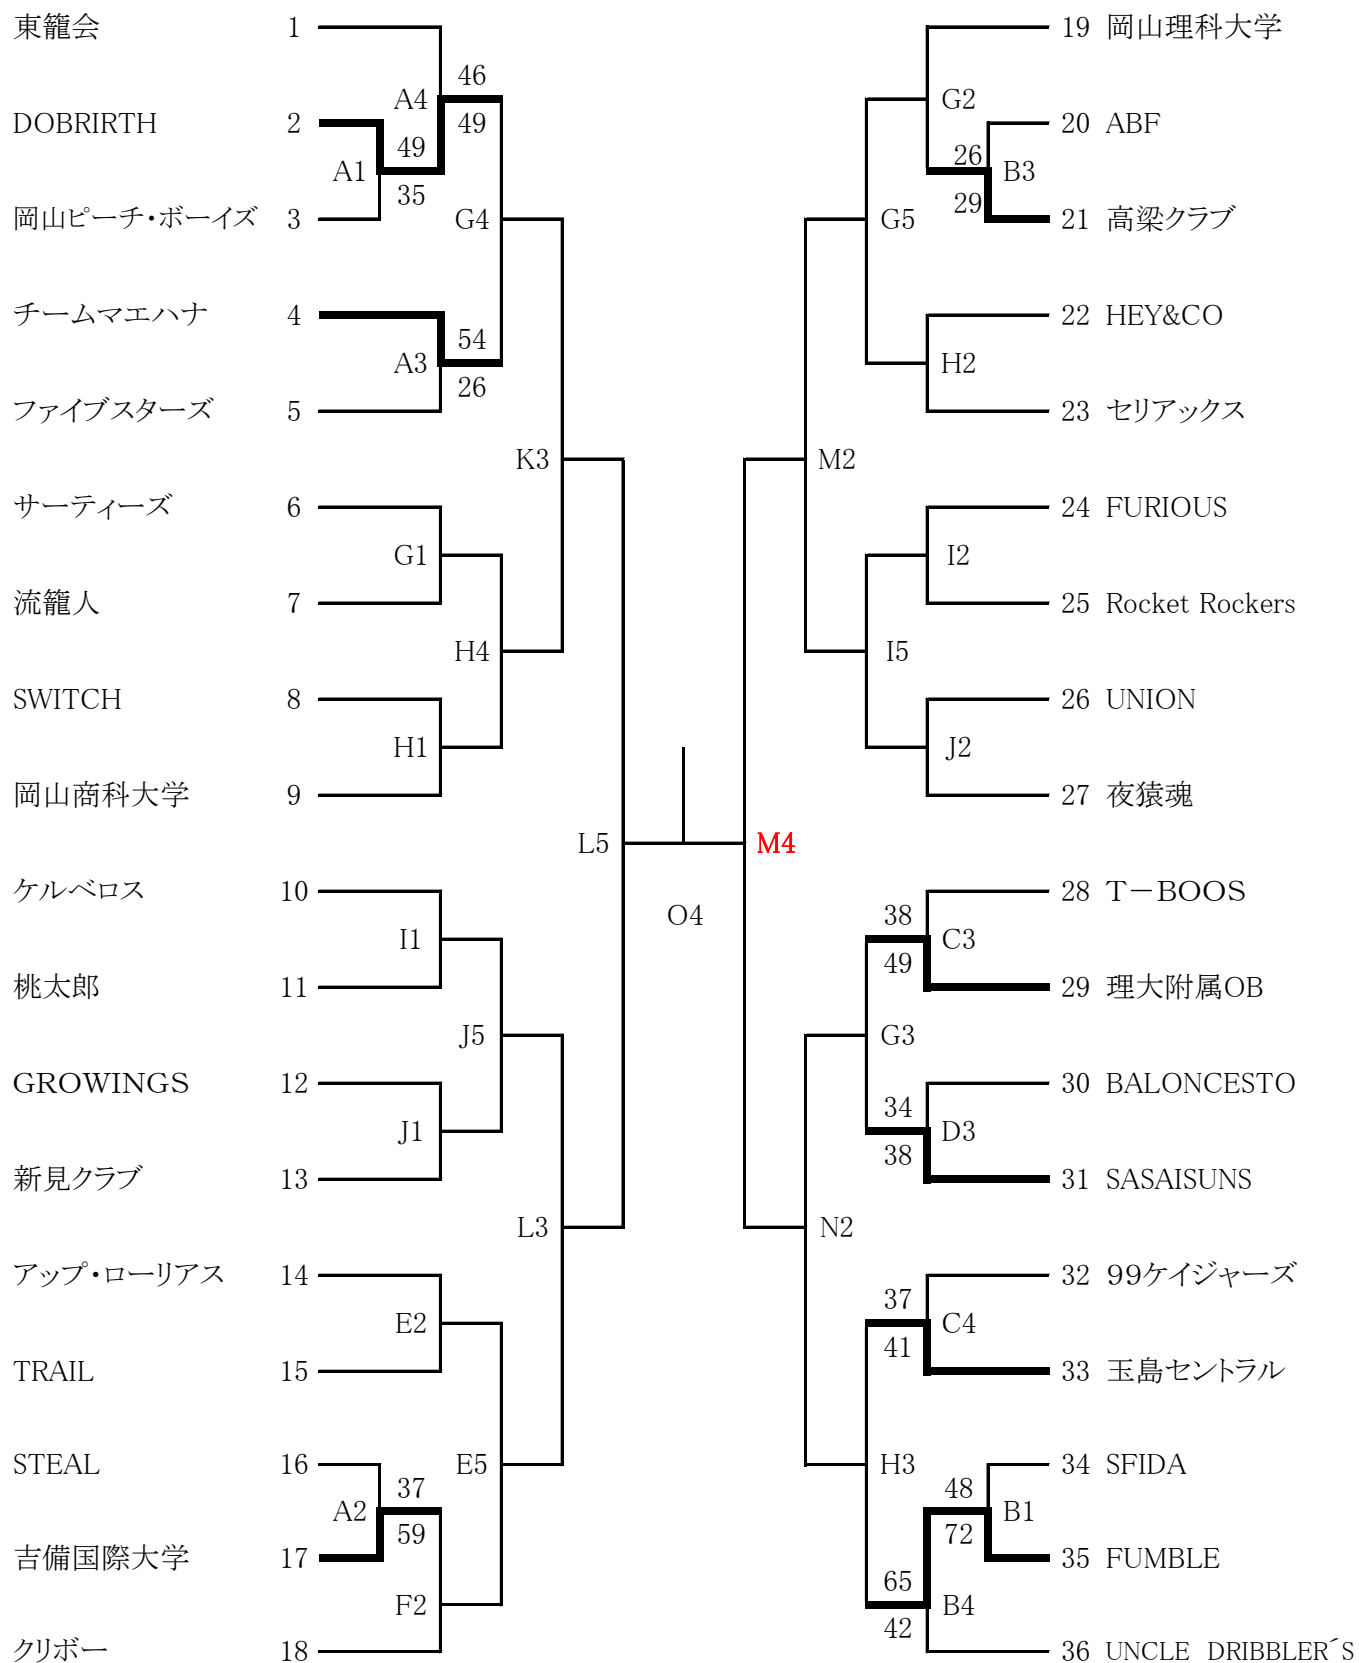 東籠会 1 19 岡山理科大学
46
A4 G2
DOBRIRTH 2 49 20 ABF
49 26
A1 B3
35 29
岡山ピーチ・ボーイズ 3 G4 G5 21 高梁クラブ
チームマエハナ 4 22 HEY&CO
54
A3 H2
26
ファイブスターズ 5 23 セリアックス
K3 M2
サーティーズ 6 24 FURIOUS
G1 I2
流籠人 7 25 Rocket Rockers
H4 I5
SWITCH 8 26 UNION
H1 J2
岡山商科大学 9 27 夜猿魂
L5 M4
ケルベロス 10 28 T－BOOS
O4 38
I1 C3
49
桃太郎 11 29 理大附属OB
J5 G3
GROWINGS 12 30 BALONCESTO
34
J1 D3
38
新見クラブ 13 31 SASAISUNS
L3 N2
アップ・ローリアス 14 32 99ケイジャーズ
37
E2 C4
41
TRAIL 15 33 玉島セントラル
STEAL 16 E5 H3 34 SFIDA
37 48
A2 B1
59 72
吉備国際大学 17 35 FUMBLE
65
F2 B4
42
クリボー 18 36 UNCLE DRIBBLER´S